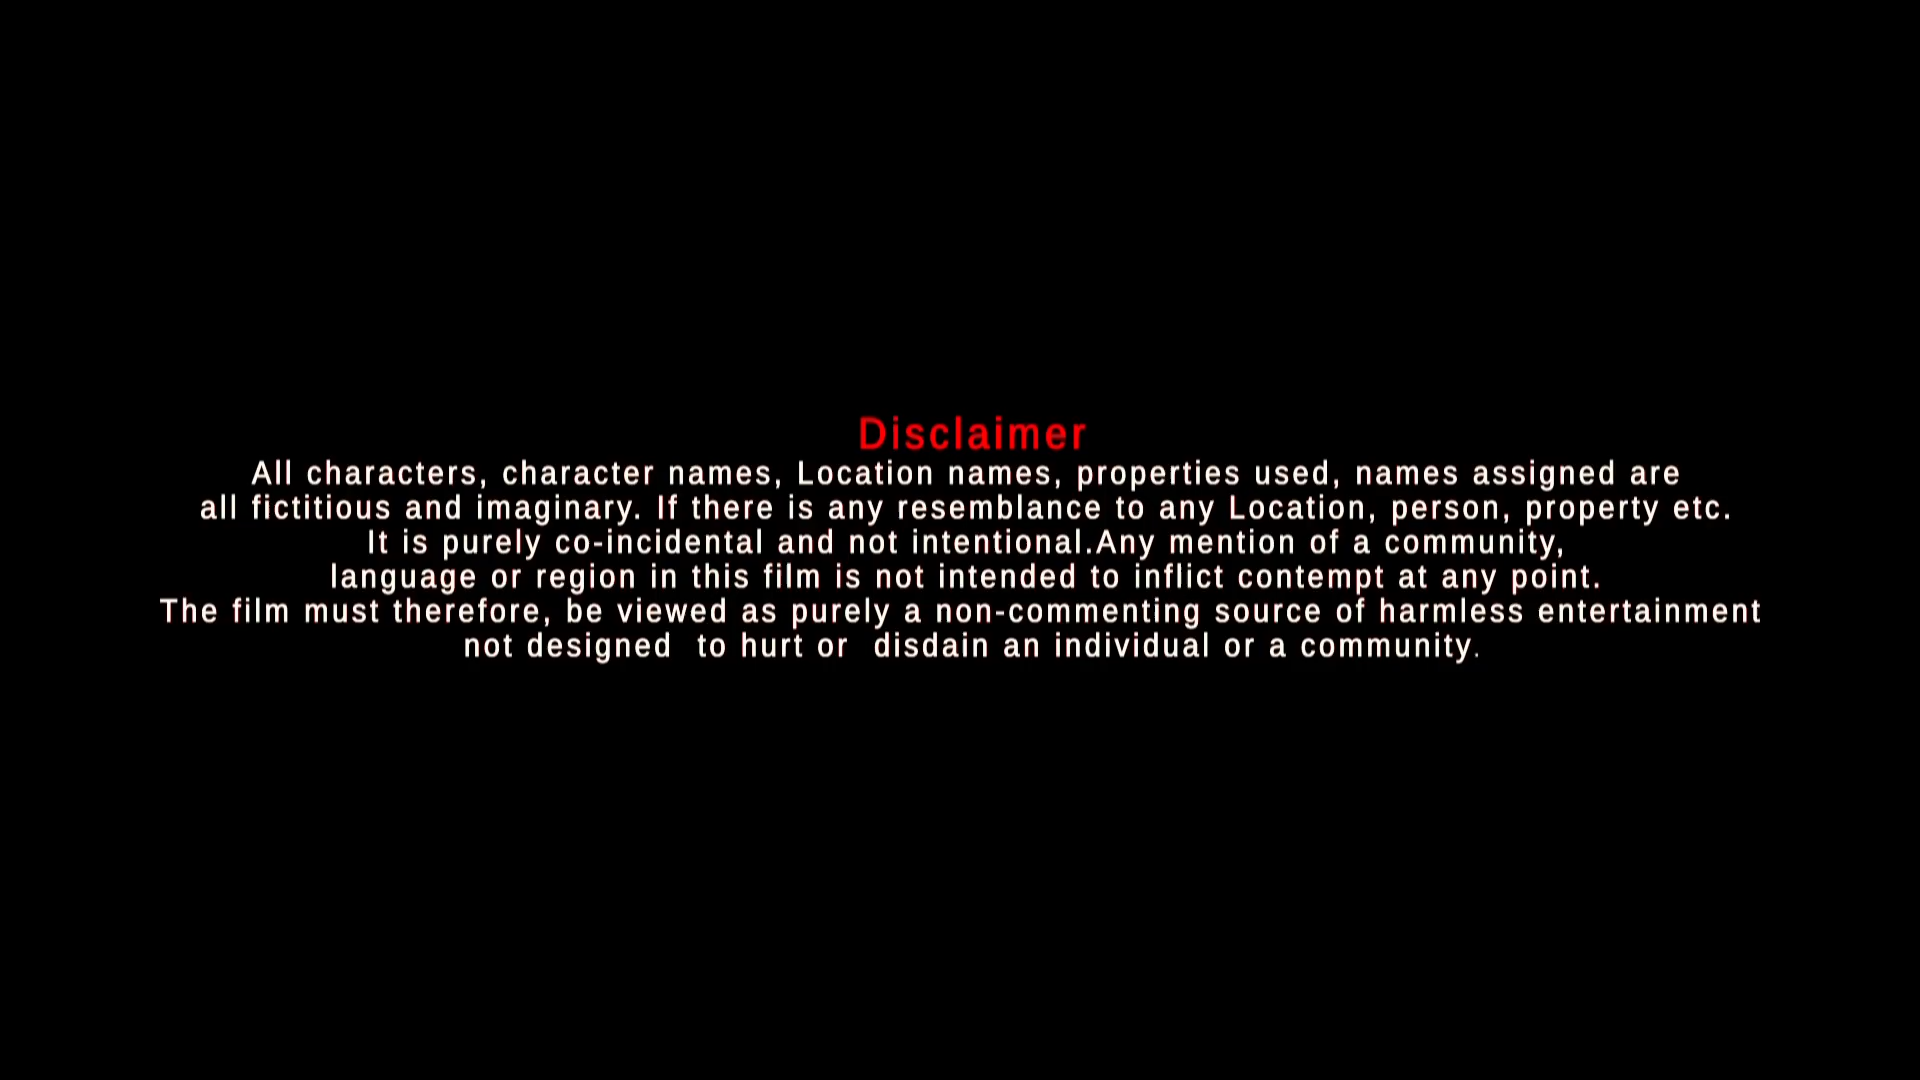 Disclaimer
All characters, character names, Location names, properties used, names assigned are
all fictitious and imaginary. If there is any resemblance to any Location, person, property etc.
It is purely co-incidental and not intentional.Any mention of a community,
language or region in this film is not intended to inflict contempt at any point.
The film must therefore, be viewed as purely a non-commenting source of harmless entertainment
not designed  to hurt or  disdain an individual or a community.